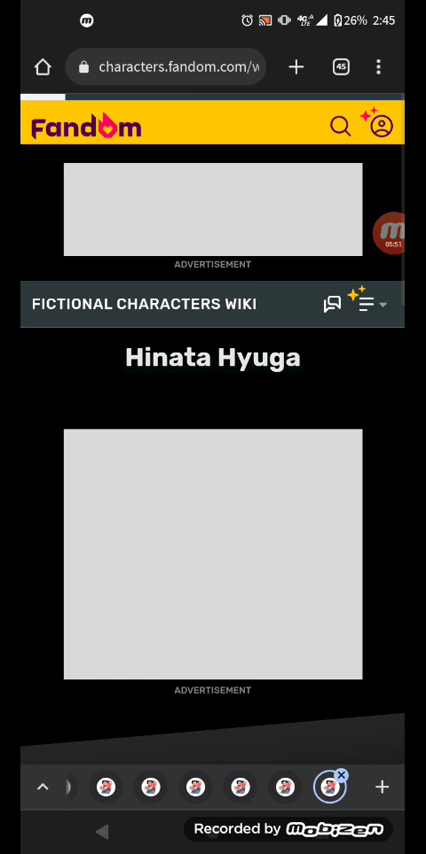 26% 2:45
characters.fandom.com/w
45
Fandom
05:51
ADVERTISEMENT
FICTIONAL CHARACTERS WIKI
Hinata Hyuga
ADVERTISEMENT
Recorded by mobizen